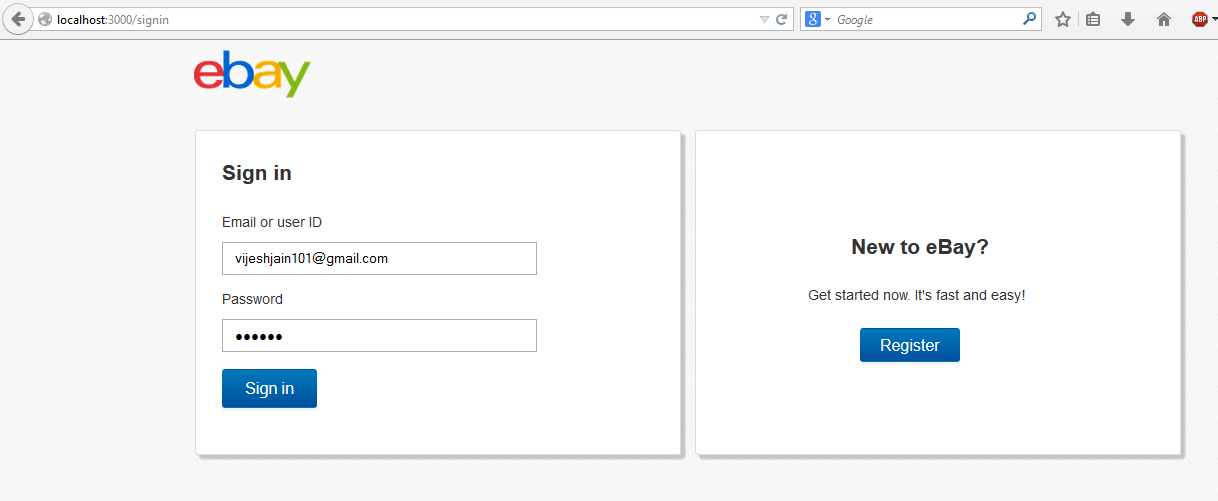 localhost:3000/signin
Google
ABP
ebay
Sign in
Email or user ID
vijeshjain101@gmail.com
Password
••••••
Sign in
New to eBay?
Get started now. It's fast and easy!
Register